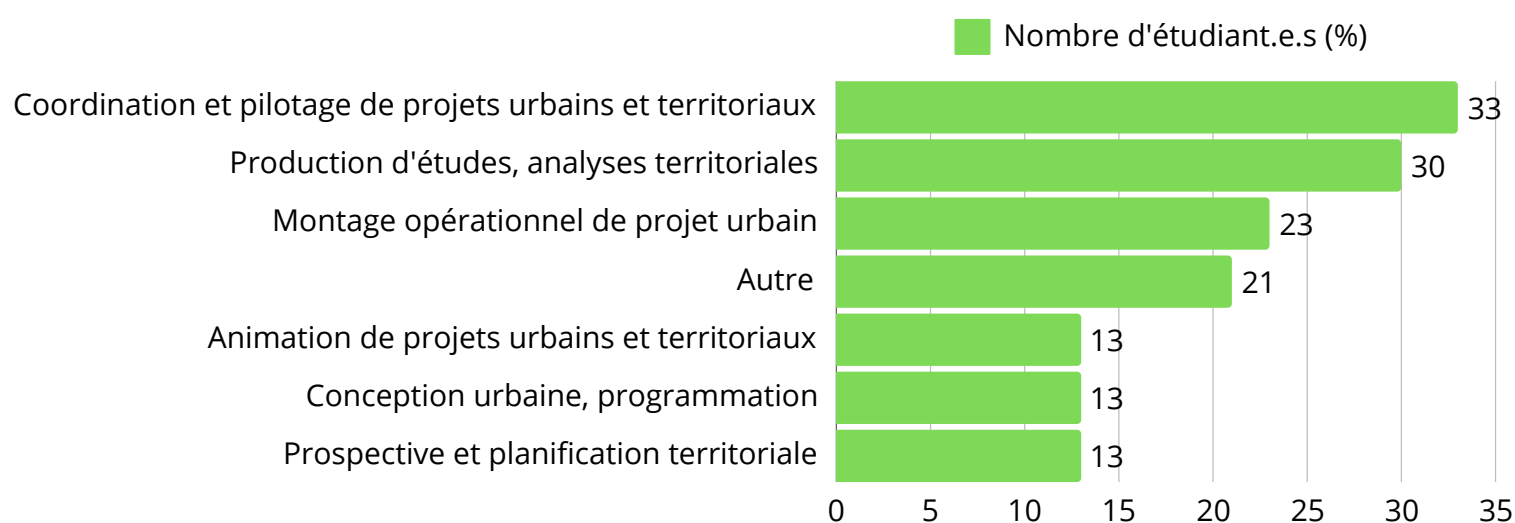 Nombre d'étudiant.e.s (%)
Coordination et pilotage de projets urbains et territoriaux 33
Production d'études, analyses territoriales 30
Montage opérationnel de projet urbain 23
Autre 21
Animation de projets urbains et territoriaux 13
Conception urbaine, programmation 13
Prospective et planification territoriale 13
0 5 10 15 20 25 30 35